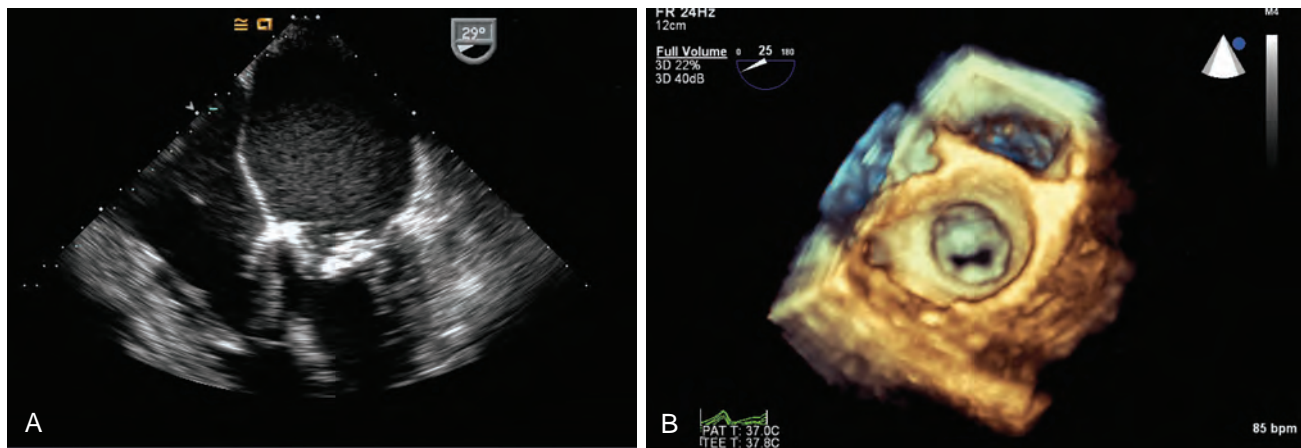 29°
A
FR 24Hz
12cm
Full Volume
3D 22%
3D 40dB
0 25 180
M4
B
PAT T: 37.0C
TEE T: 37.8C
85 bpm